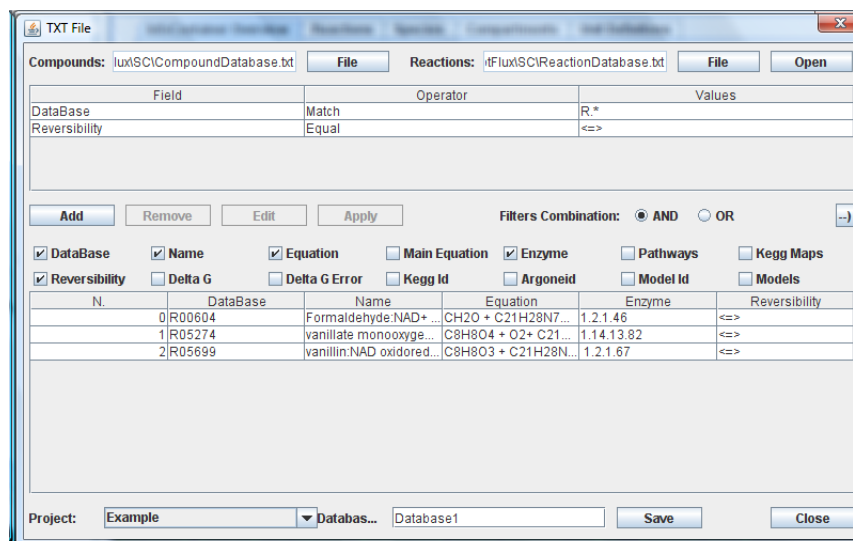 TXT File
Compounds: lux\SC\CompoundDatabase.txt File Reactions: tFlux\SC\ReactionDatabase.txt File Open
Field Operator Values
DataBase Match R.*
Reversibility Equal <=>
Add Remove Edit Apply Filters Combination: AND OR --)
DataBase Name Equation Main Equation Enzyme Pathways Kegg Maps
Reversibility Delta G Delta G Error Kegg Id Argoneid Model Id Models
N. DataBase Name Equation Enzyme Reversibility
0 R00604 Formaldehyde:NAD+ ... CH2O + C21H28N7... 1.2.1.46 <=>
1 R05274 vanillate monooxyge... C8H8O4 + O2+ C21... 1.14.13.82 <=>
2 R05699 vanillin:NAD oxidored... C8H8O3 + C21H28N... 1.2.1.67 <=>
Project: Example Databas... Database1 Save Close